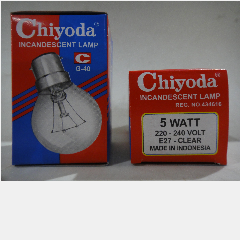 Chiyoda
INCANDESCENT LAMP
C
G-40
Chiyoda
INCANDESCENT LAMP
REG. NO 434616
5 WATT
220 - 240 VOLT
E27 - CLEAR
MADE IN INDONESIA